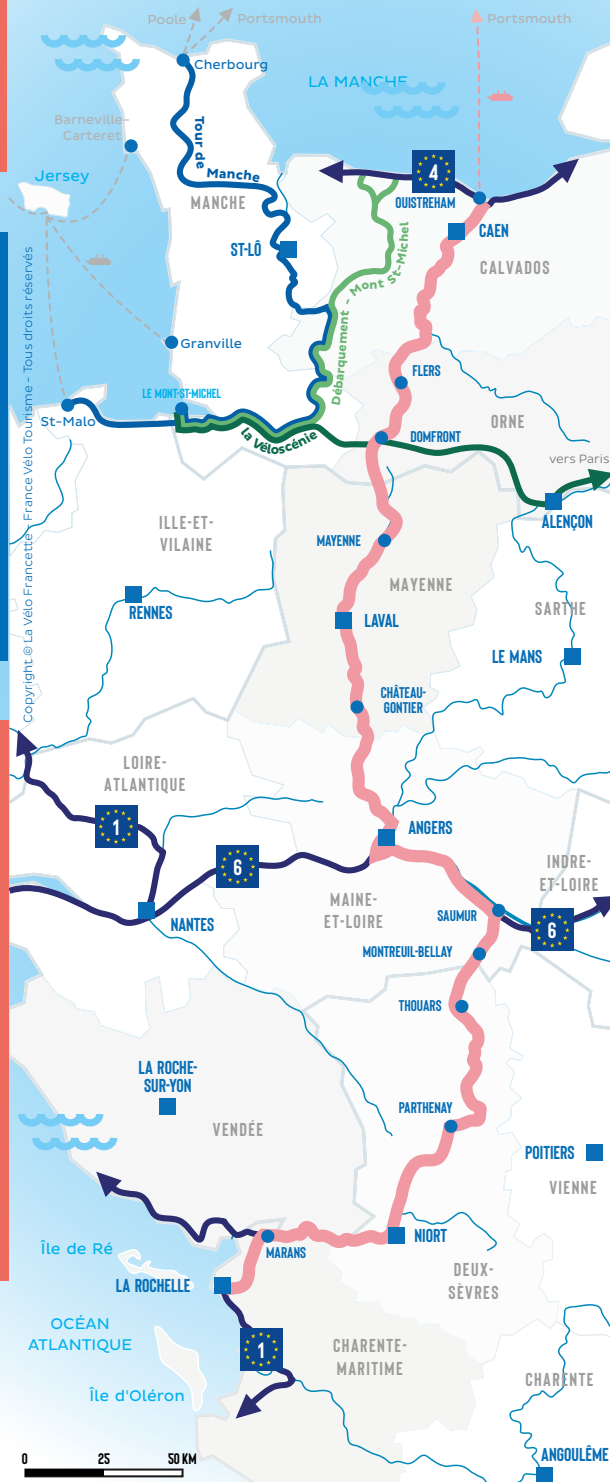 Poole
Portsmouth
Portsmouth
Cherbourg
LA MANCHE
Barneville-
Carteret
Tour de
Manche
Jersey
MANCHE
4
OUISTREHAM
CAEN
ST-LÔ
CALVADOS
Débarquement - Mont St-Michel
Granville
FLERS
LE MONT-ST-MICHEL
St-Malo
la Véloscénie
ORNE
DOMFRONT
vers Paris
ALENÇON
ILLE-ET-
VILAINE
MAYENNE
MAYENNE
RENNES
LAVAL
SARTHE
LE MANS
CHÂTEAU-
GONTIER
Copyright © La Vélo Francette - France Vélo Tourisme - Tous droits réservés
LOIRE-
ATLANTIQUE
1
ANGERS
6
INDRE-
ET-LOIRE
MAINE-
ET-LOIRE
NANTES
SAUMUR
6
MONTREUIL-BELLAY
THOUARS
LA ROCHE-
SUR-YON
VENDÉE
PARTHENAY
POITIERS
VIENNE
Île de Ré
MARANS
NIORT
LA ROCHELLE
DEUX-
SÈVRES
OCÉAN
ATLANTIQUE
1
CHARENTE-
MARITIME
CHARENTE
Île d'Oléron
0 25 50 KM
ANGOULÊME